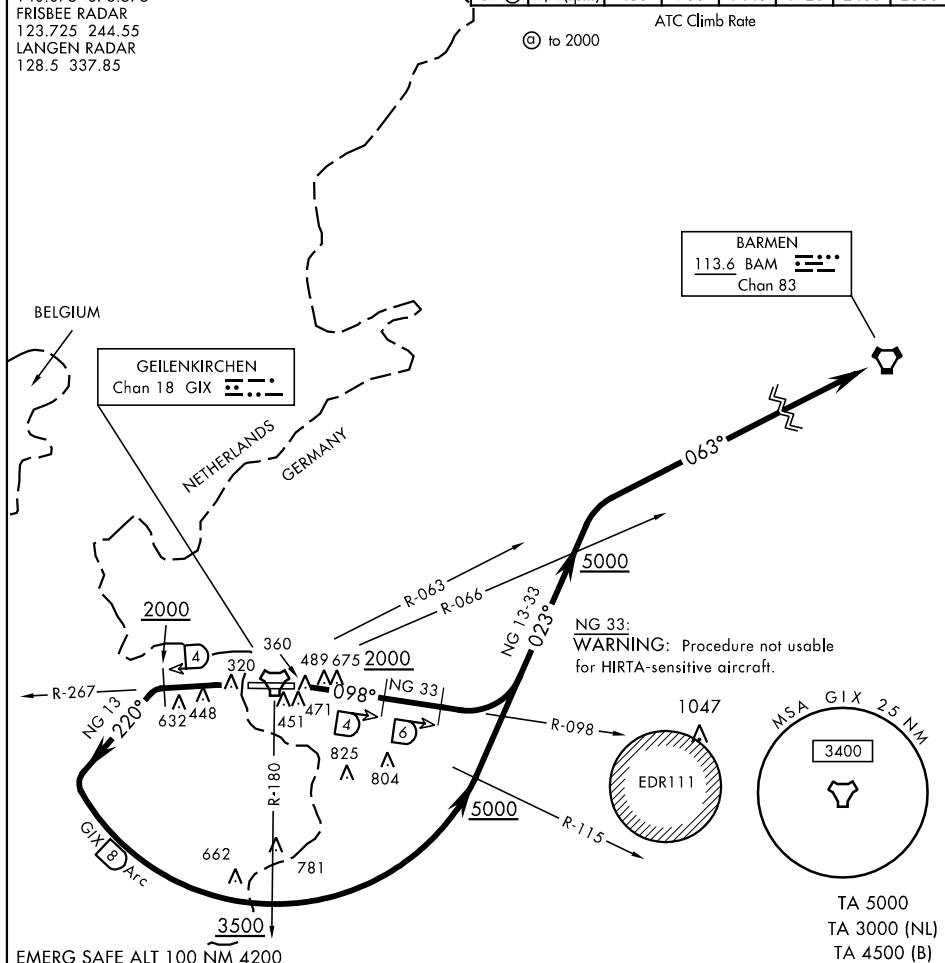 FRISBEE RADAR
123.725 244.55
LANGEN RADAR
128.5 337.85
ATC Climb Rate
ⓐ to 2000
BARMEN
113.6 BAM
Chan 83
BELGIUM
GEILENKIRCHEN
Chan 18 GIX
NETHERLANDS
GERMANY
063°
R-063
R-066
5000
NG 13-33
023°
NG 33:
WARNING: Procedure not usable
for HIRTA-sensitive aircraft.
2000
4
320
360
489
675
2000
R-267
098°
NG 33
632
448
451
471
NG 13
220°
4
6
R-098
825
804
R-180
5000
R-115
1047
EDR111
MSA GIX 25 NM
3400
GIX 8 Arc
662
781
3500
TA 5000
TA 3000 (NL)
TA 4500 (B)
EMERG SAFE ALT 100 NM 4200